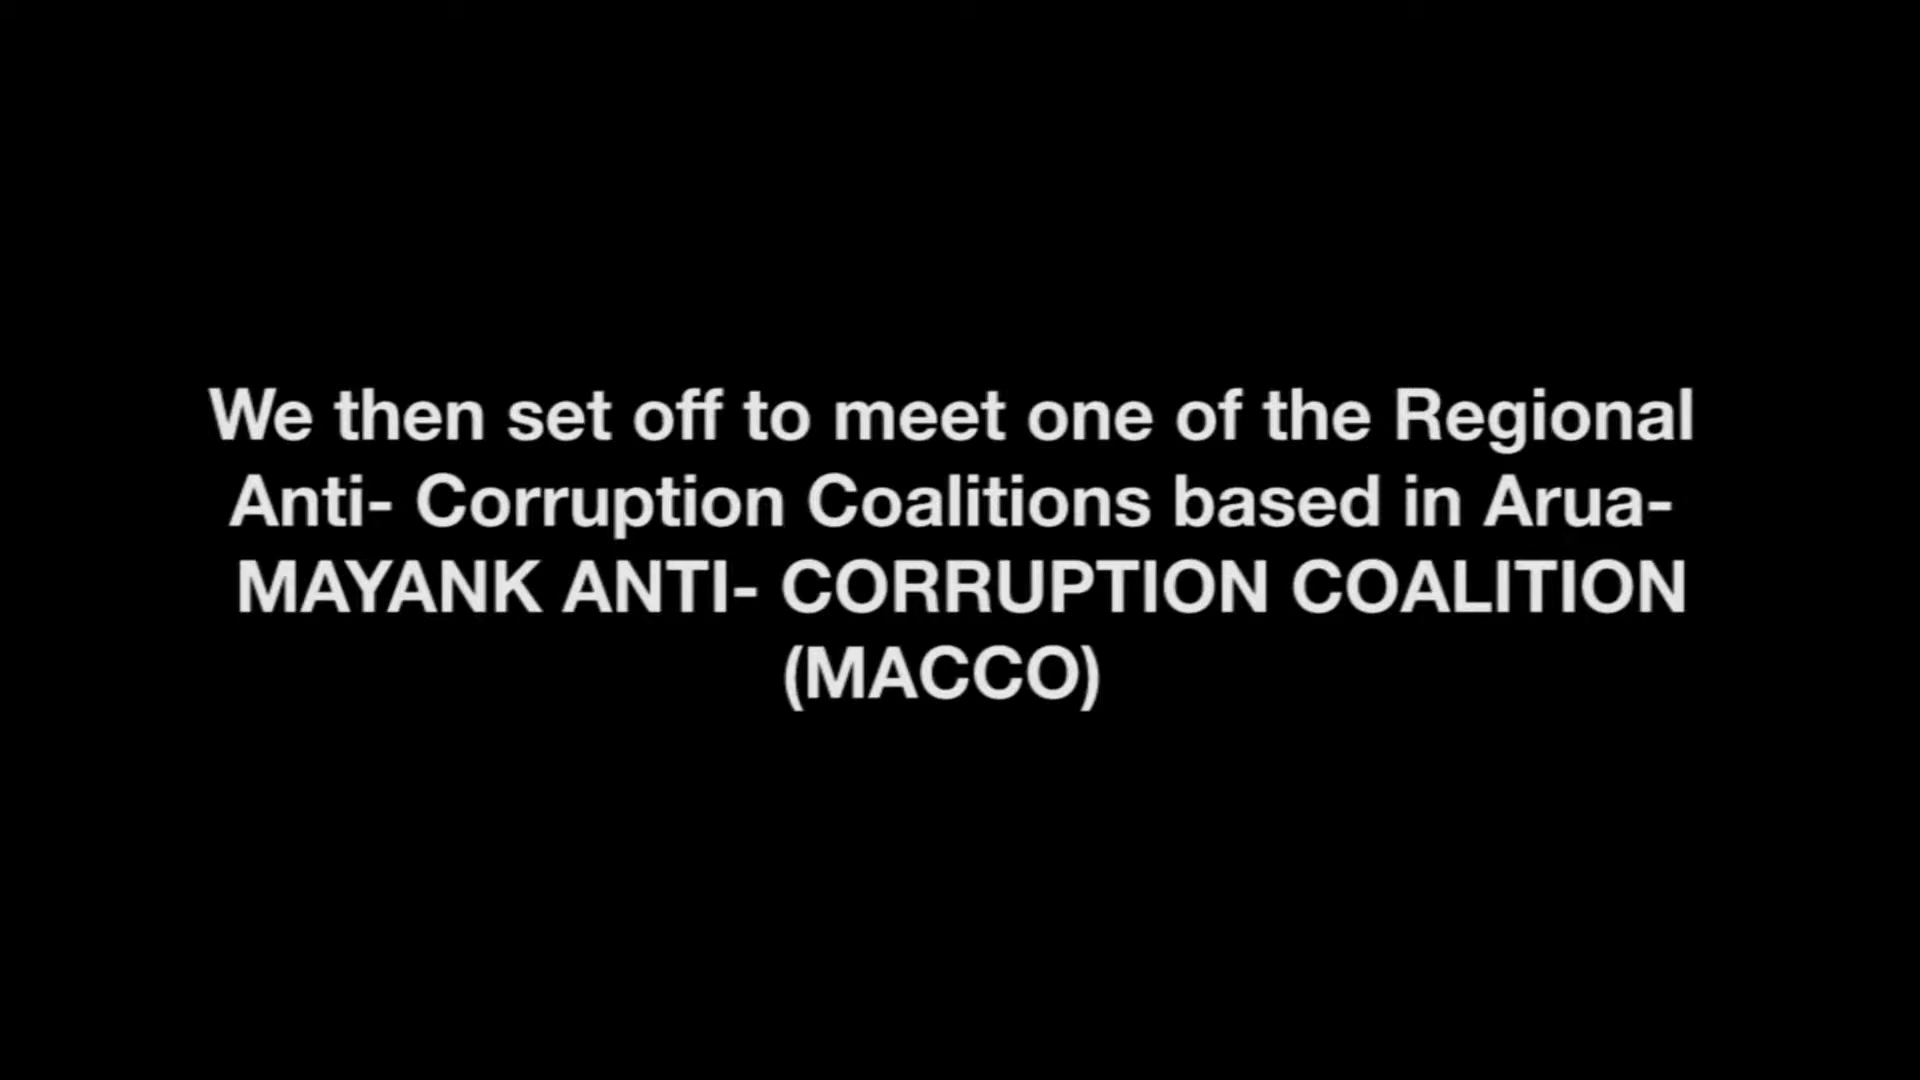 We then set off to meet one of the Regional
Anti- Corruption Coalitions based in Arua-
MAYANK ANTI- CORRUPTION COALITION
(MACCO)